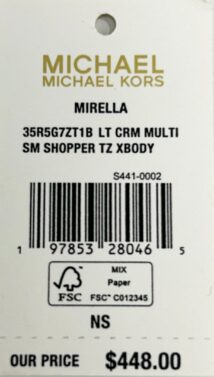 MICHAEL
MICHAEL KORS
MIRELLA
35R5G7ZT1B LT CRM MULTI
SM SHOPPER TZ XBODY
S441-0002
1 97853 28046 5
FSC
MIX
Paper
FSC™ C012345
NS
OUR PRICE $448.00